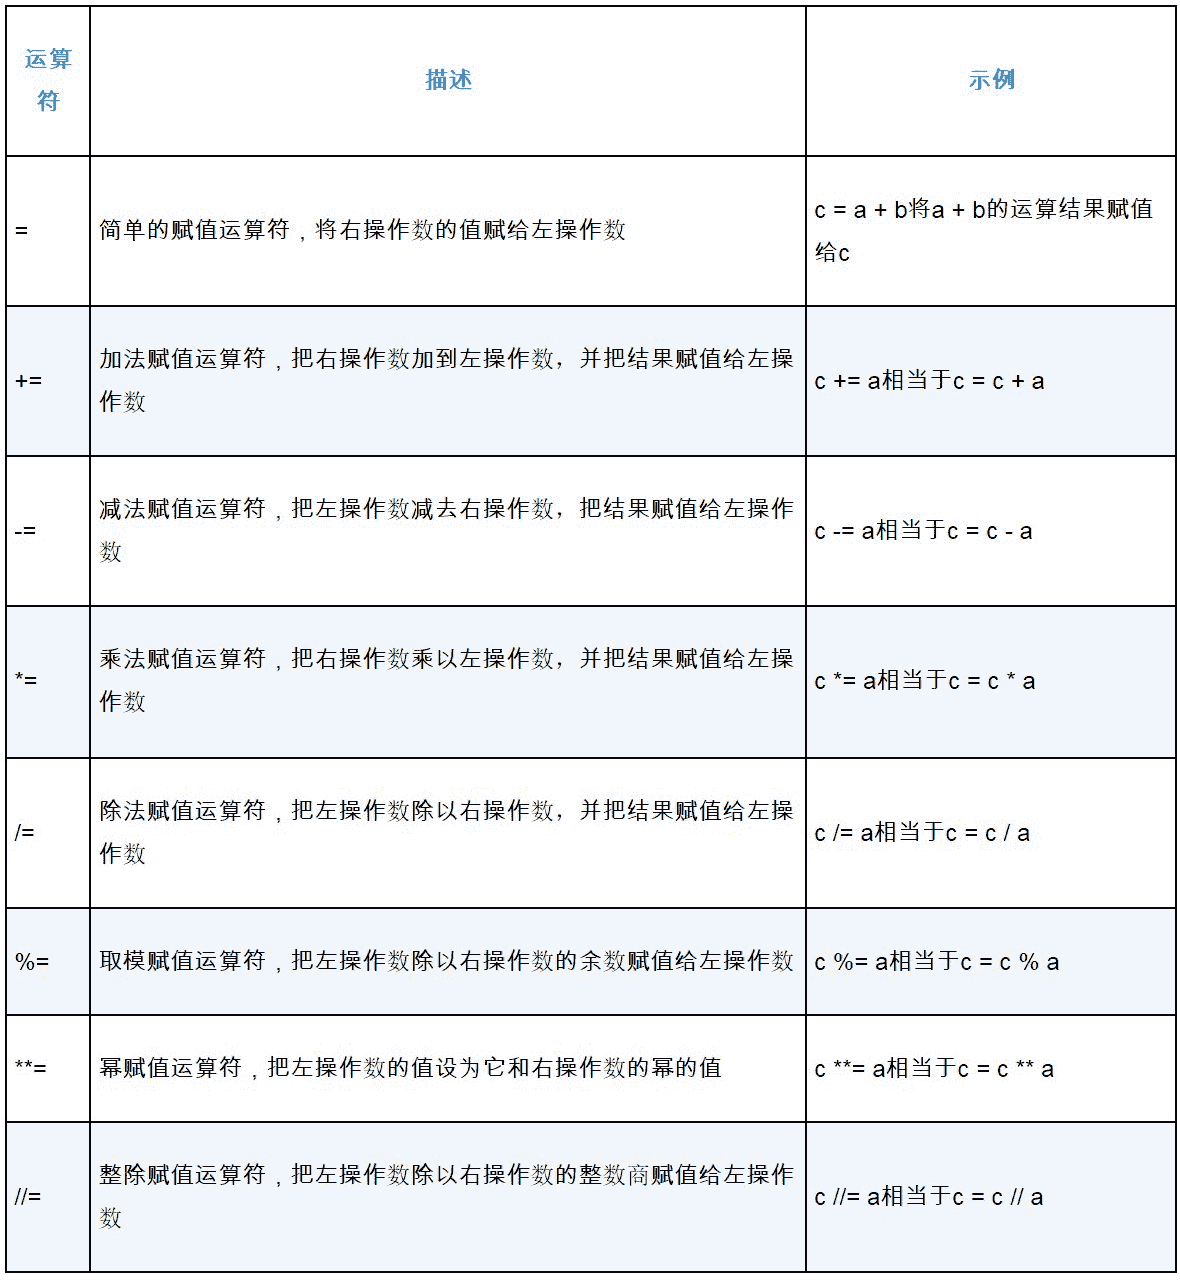 运算
符
描述
示例
=
简单的赋值运算符，将右操作数的值赋给左操作数
c = a + b将a + b的运算结果赋值
给c
+=
加法赋值运算符，把右操作数加到左操作数，并把结果赋值给左操
作数
c += a相当于c = c + a
-=
减法赋值运算符，把左操作数减去右操作数，把结果赋值给左操作
数
c -= a相当于c = c - a
*=
乘法赋值运算符，把右操作数乘以左操作数，并把结果赋值给左操
作数
c *= a相当于c = c * a
/=
除法赋值运算符，把左操作数除以右操作数，并把结果赋值给左操
作数
c /= a相当于c = c / a
%=
取模赋值运算符，把左操作数除以右操作数的余数赋值给左操作数
c %= a相当于c = c % a
**=
幂赋值运算符，把左操作数的值设为它和右操作数的幂的值
c **= a相当于c = c ** a
//=
整除赋值运算符，把左操作数除以右操作数的整数商赋值给左操作
数
c //= a相当于c = c // a